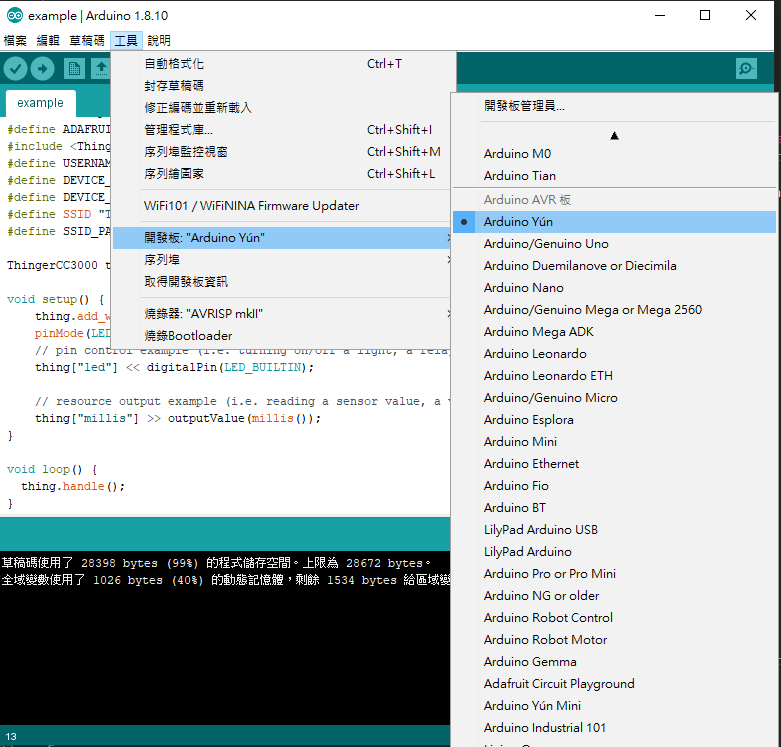 example | Arduino 1.8.10
檔案 編輯 草稿碼 工具 說明
example
自動格式化 Ctrl+T
封存草稿碼
修正編碼並重新載入
管理程式庫... Ctrl+Shift+I
序列埠監控視窗 Ctrl+Shift+M
序列繪圖家 Ctrl+Shift+L
WiFi101 / WiFiNINA Firmware Updater
開發板: "Arduino Yún"
序列埠
取得開發板資訊
燒錄器: "AVRISP mkII"
燒錄Bootloader
開發板管理員...
Arduino M0
Arduino Tian
Arduino AVR 板
Arduino Yún
Arduino/Genuino Uno
Arduino Duemilanove or Diecimila
Arduino Nano
Arduino/Genuino Mega or Mega 2560
Arduino Mega ADK
Arduino Leonardo
Arduino Leonardo ETH
Arduino/Genuino Micro
Arduino Esplora
Arduino Mini
Arduino Ethernet
Arduino Fio
Arduino BT
LilyPad Arduino USB
LilyPad Arduino
Arduino Pro or Pro Mini
Arduino NG or older
Arduino Robot Control
Arduino Robot Motor
Arduino Gemma
Adafruit Circuit Playground
Arduino Yún Mini
Arduino Industrial 101
#define ADAFRUI
#include <Thing
#define USERNAM
#define DEVICE_
#define DEVICE_
#define SSID "T
#define SSID_PA
ThingerCC3000 t
void setup() {
thing.add_w
pinMode(LED
// pin control example (i.e. turning on/off a light, a relay
thing["led"] << digitalPin(LED_BUILTIN);
// resource output example (i.e. reading a sensor value, a v
thing["millis"] >> outputValue(millis());
}
void loop() {
thing.handle();
}
草稿碼使用了 28398 bytes (99%) 的程式儲存空間。上限為 28672 bytes。
全域變數使用了 1026 bytes (40%) 的動態記憶體，剩餘 1534 bytes 給區域變
13